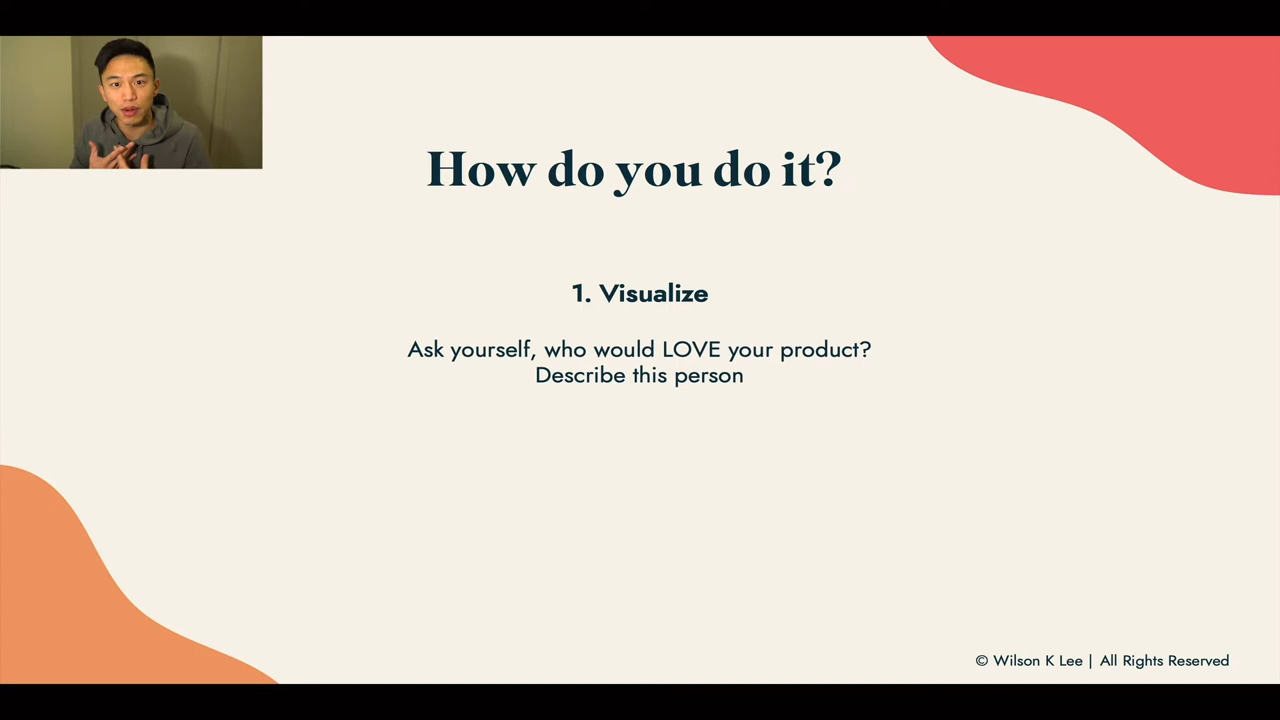 How do you do it?
1. Visualize
Ask yourself, who would LOVE your product?
Describe this person
© Wilson K Lee | All Rights Reserved